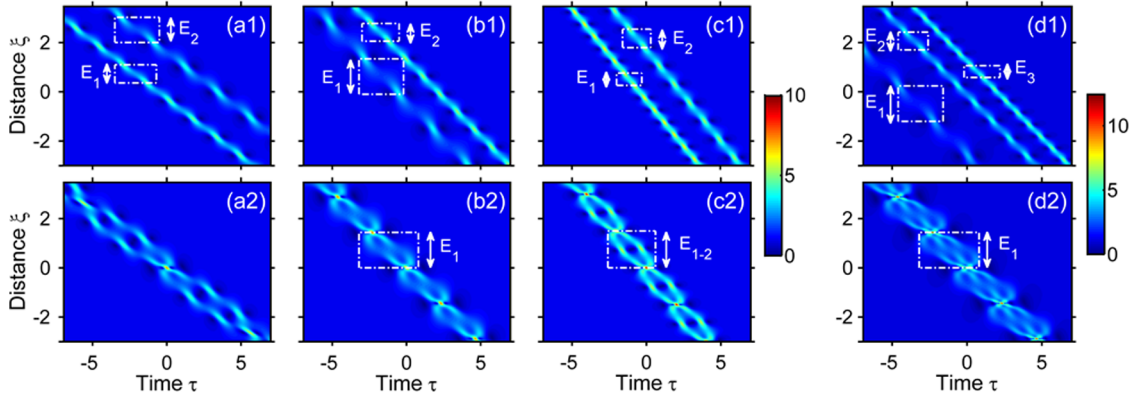 (a1) (b1) (c1) (d1)
E2 E2 E2 E2
E1 E1 E1 E1 E3
Distance ξ
2
0
-2
10
5
0
10
5
0
(a2) (b2) (c2) (d2)
E1 E1-2 E1
Distance ξ
2
0
-2
-5 0 5 -5 0 5 -5 0 5 -5 0 5
Time τ Time τ Time τ Time τ